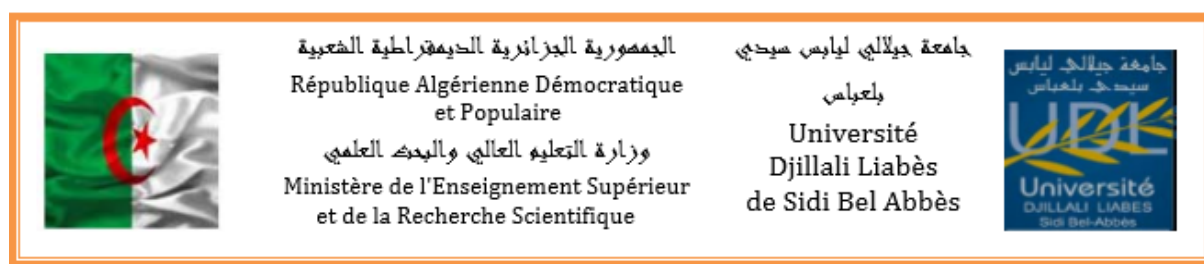 الجمهورية الجزائرية الديمقراطية الشعبية
République Algérienne Démocratique
et Populaire
وزارة التعليم العالي والبحث العلمي
Ministère de l'Enseignement Supérieur
et de la Recherche Scientifique
جامعة جيلالي ليابس سيدي
بلعباس
Université
Djillali Liabès
de Sidi Bel Abbès
جامعة جيلالي ليابس
سيدي بلعباس
UDL
Université
DJILLALI LIABES
Sidi Bel-Abbès